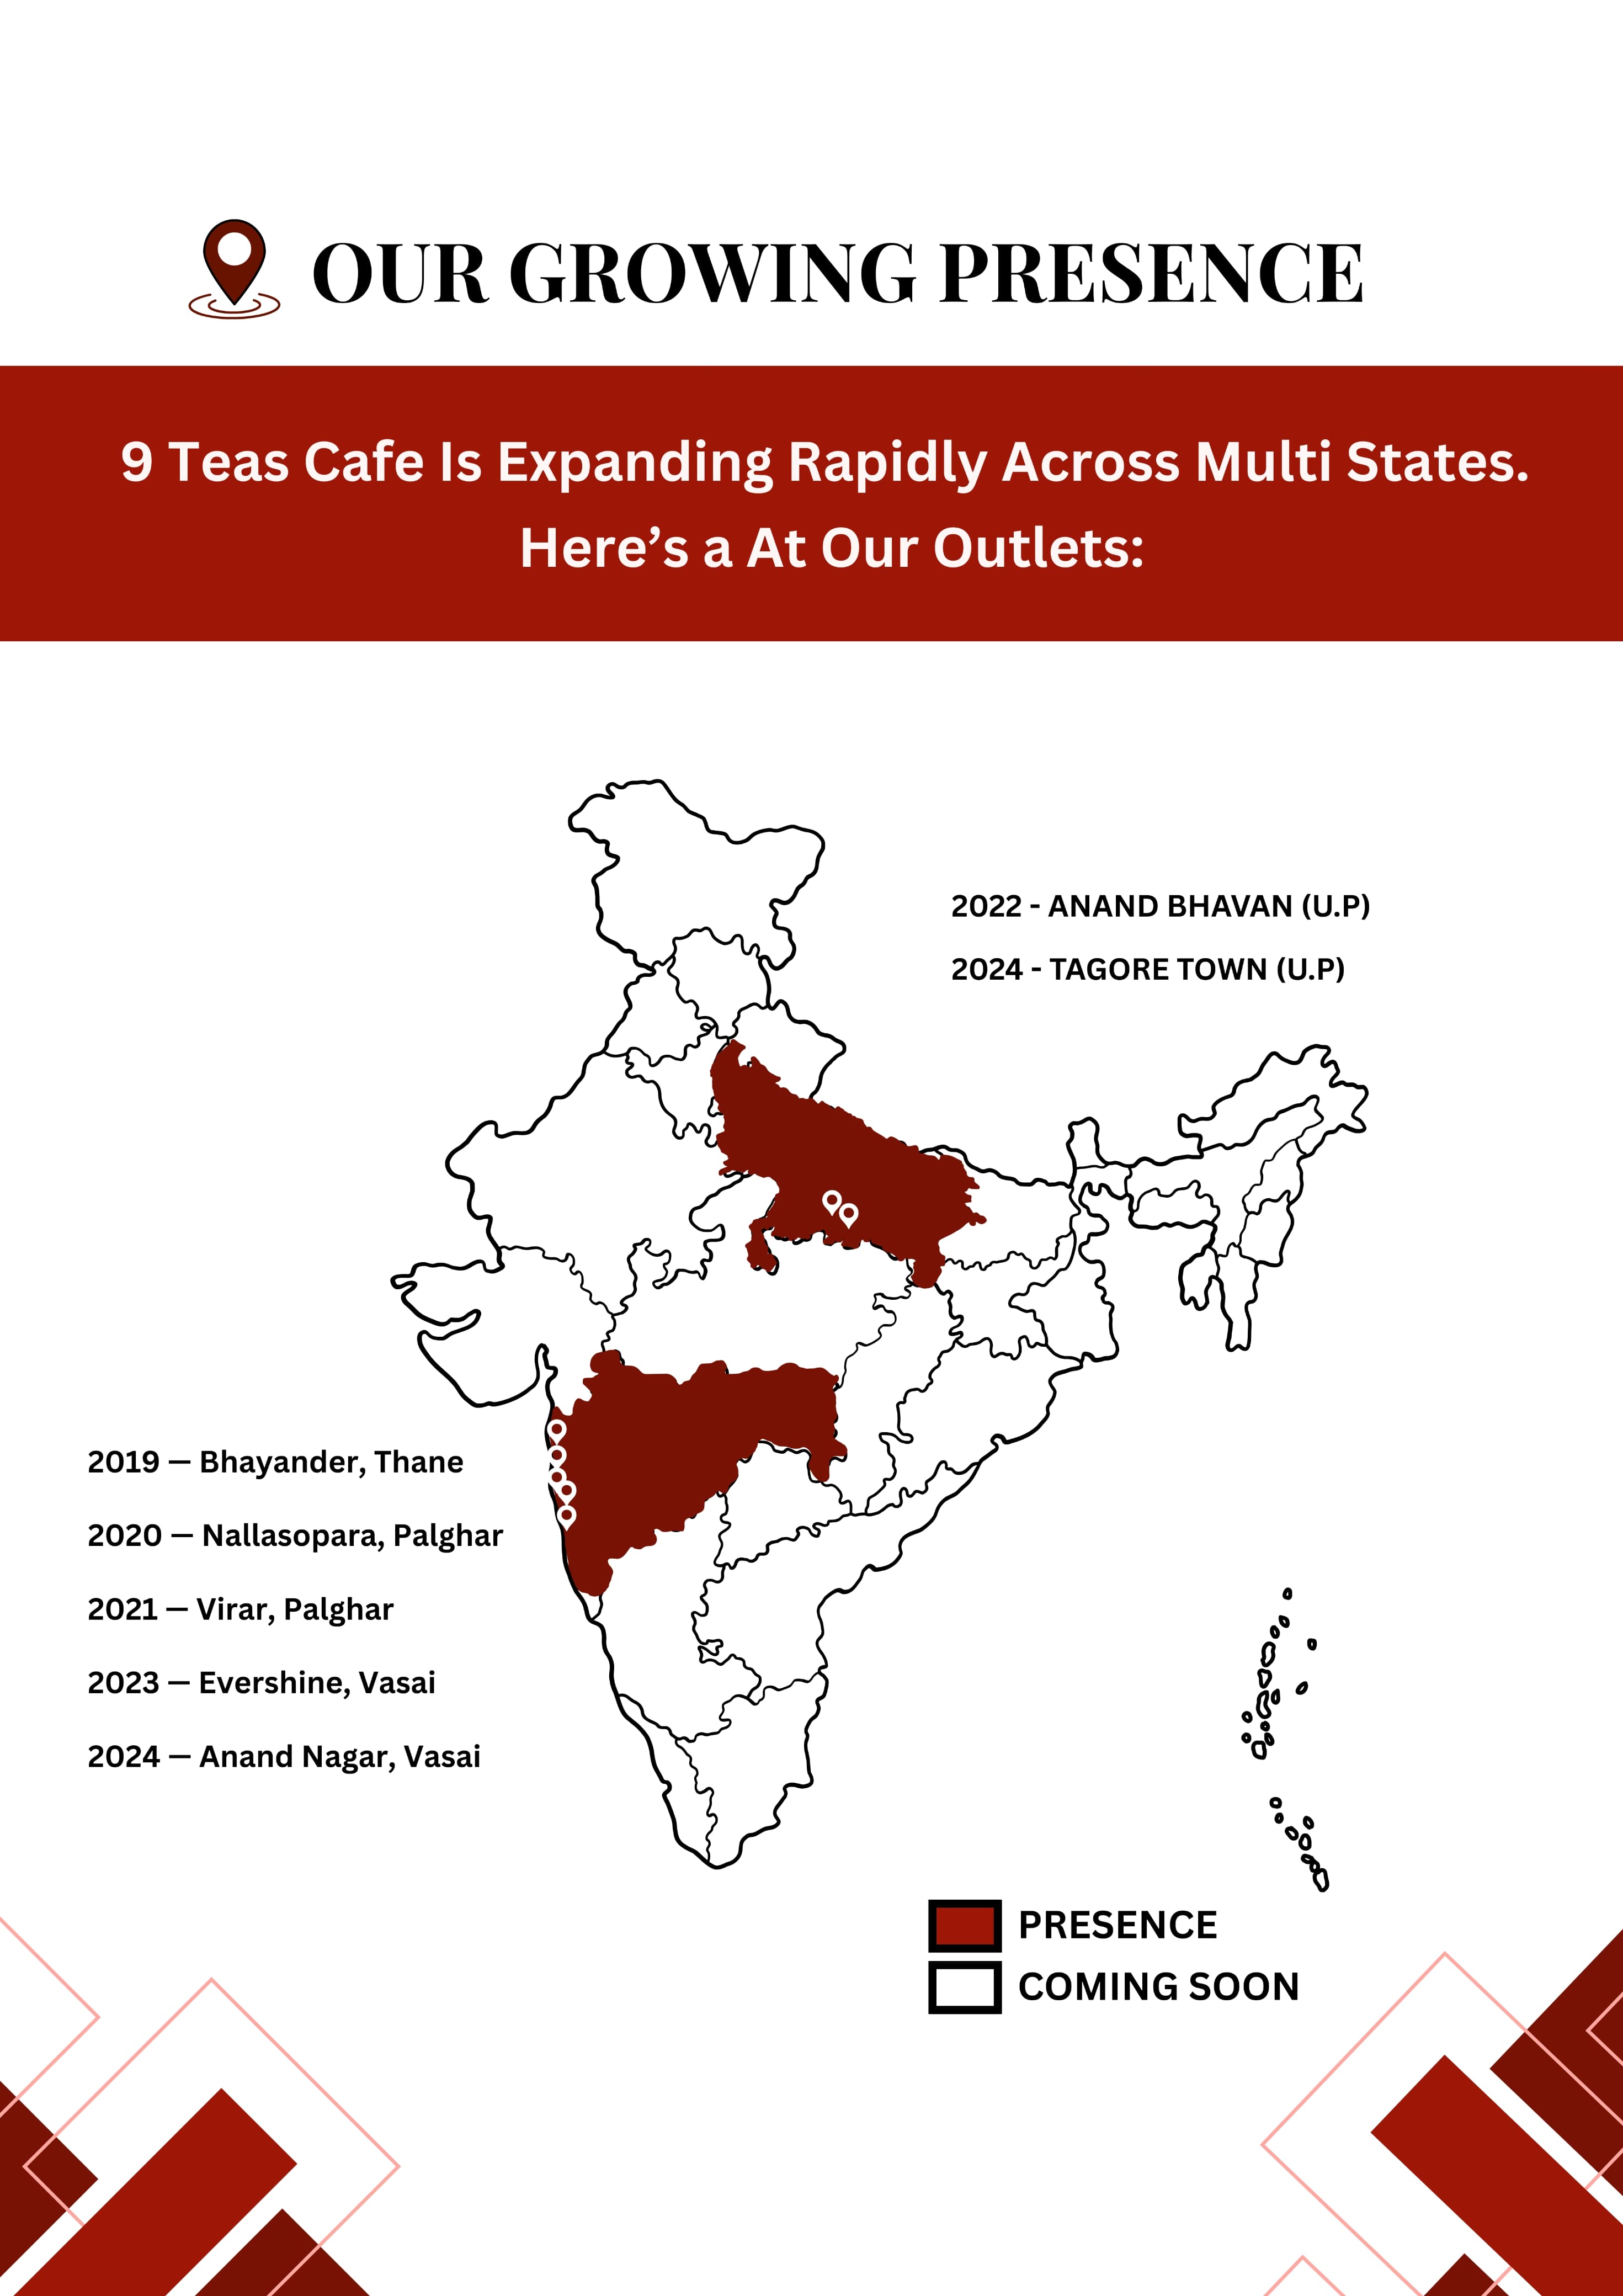 OUR GROWING PRESENCE
9 Teas Cafe Is Expanding Rapidly Across Multi States.
Here’s a At Our Outlets:
2022 - ANAND BHAVAN (U.P)
2024 - TAGORE TOWN (U.P)
2019 — Bhayander, Thane
2020 — Nallasopara, Palghar
2021 — Virar, Palghar
2023 — Evershine, Vasai
2024 — Anand Nagar, Vasai
PRESENCE
COMING SOON